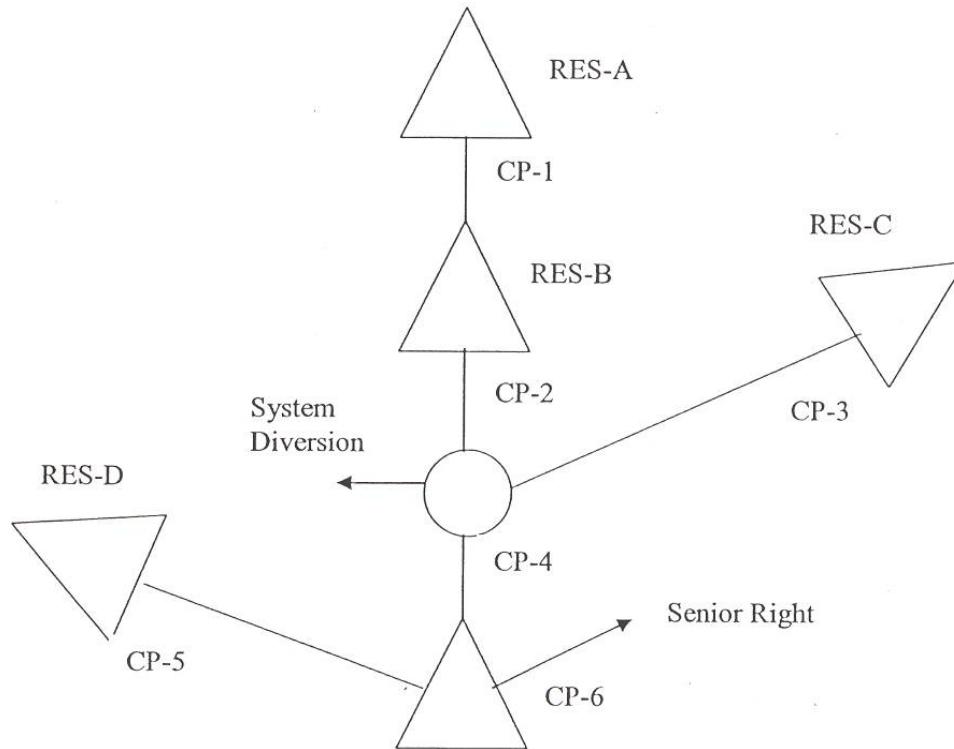 RES-A
CP-1
RES-C
RES-B
CP-2
CP-3
System
Diversion
RES-D
CP-4
Senior Right
CP-5
CP-6